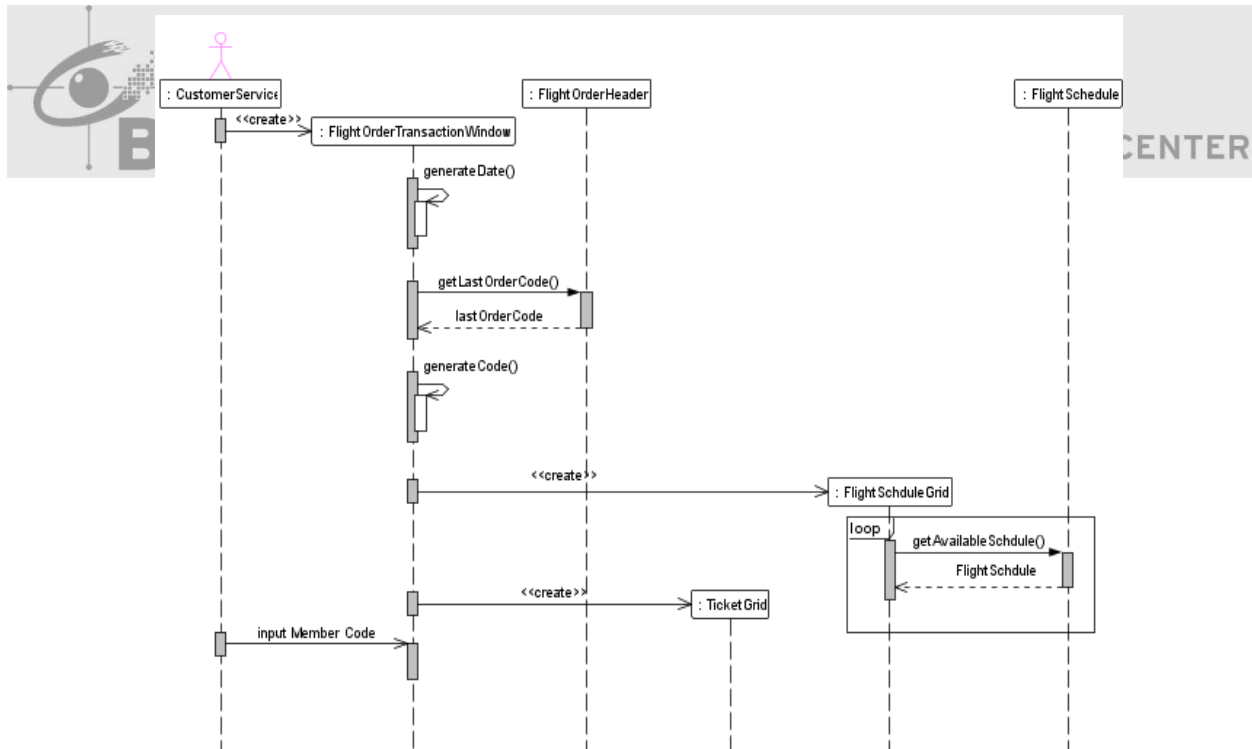 : CustomerService
: FlightOrderHeader
: FlightSchedule
<<create>>
: FlightOrderTransactionWindow
B
CENTER
generateDate()
getLastOrderCode()
lastOrderCode
generateCode()
<<create>>
: FlightSchduleGrid
loop
getAvailableSchdule()
FlightSchdule
<<create>>
: TicketGrid
input Member Code